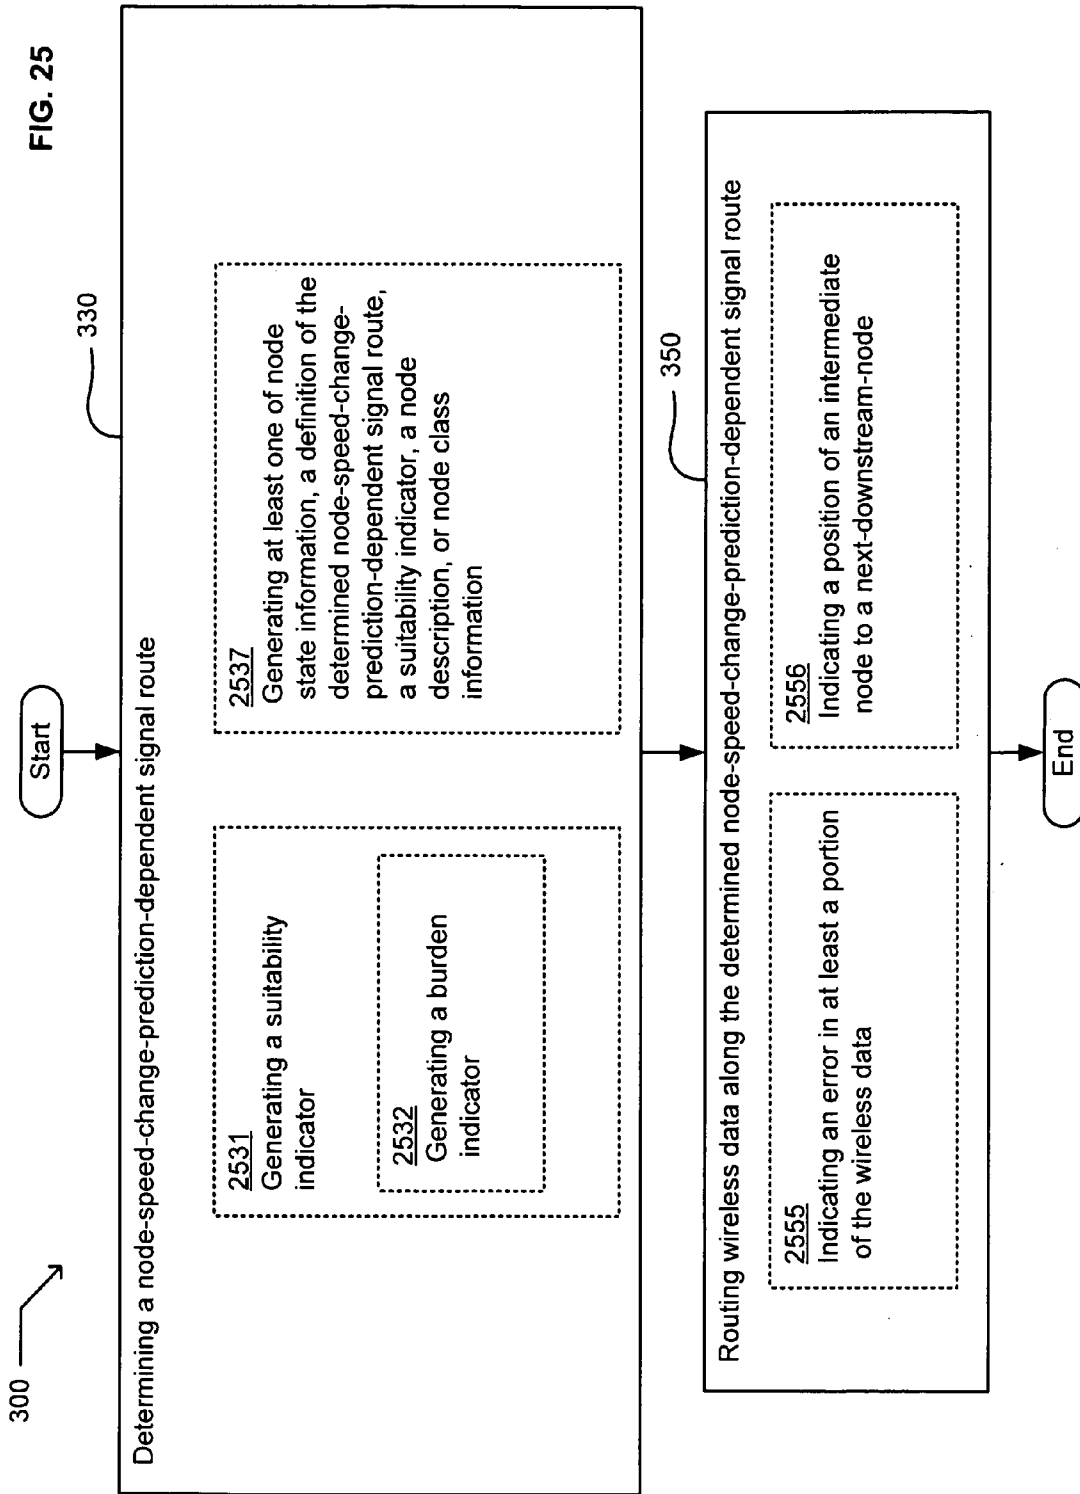 FIG. 25
300
Start
330
Determining a node-speed-change-prediction-dependent signal route
2531
Generating a suitability
indicator
2532
Generating a burden
indicator
2537
Generating at least one of node
state information, a definition of the
determined node-speed-change-
prediction-dependent signal route,
a suitability indicator, a node
description, or node class
information
350
Routing wireless data along the determined node-speed-change-prediction-dependent signal route
2555
Indicating an error in at least a portion
of the wireless data
2556
Indicating a position of an intermediate
node to a next-downstream-node
End